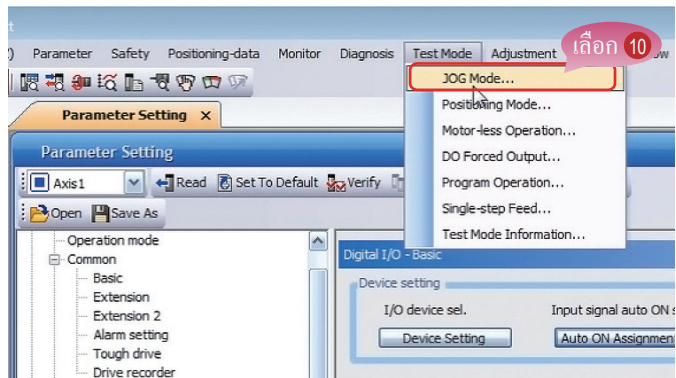 Parameter Safety Positioning-data Monitor Diagnosis Test Mode Adjustment
เลือก 10
JOG Mode...
Parameter Setting ×
Positioning Mode...
Motor-less Operation...
Parameter Setting
DO Forced Output...
Axis1 Read Set To Default Verify
Program Operation...
Open Save As
Single-step Feed...
Test Mode Information...
Operation mode
Common
Digital I/O - Basic
Basic
Device setting
Extension
I/O device sel. Input signal auto ON
Extension 2
Alarm setting
Device Setting Auto ON Assignment
Tough drive
Drive recorder